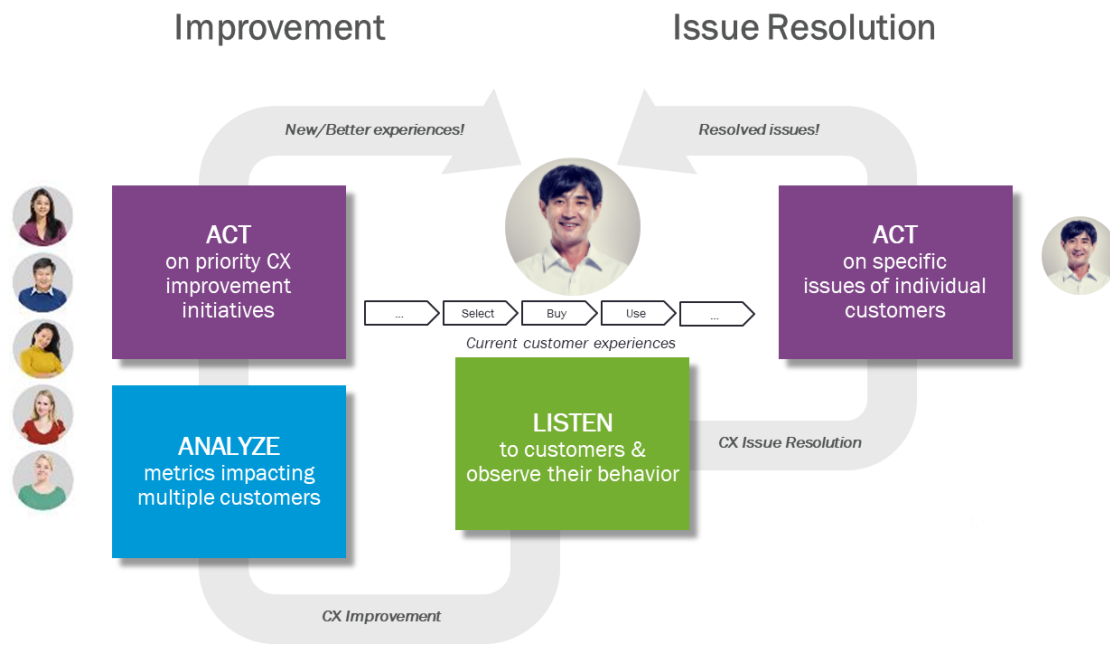 Improvement
Issue Resolution
New/Better experiences!
Resolved issues!
ACT
on priority CX
improvement
initiatives
ACT
on specific
issues of individual
customers
...
Select
Buy
Use
...
Current customer experiences
ANALYZE
metrics impacting
multiple customers
LISTEN
to customers &
observe their behavior
CX Issue Resolution
CX Improvement